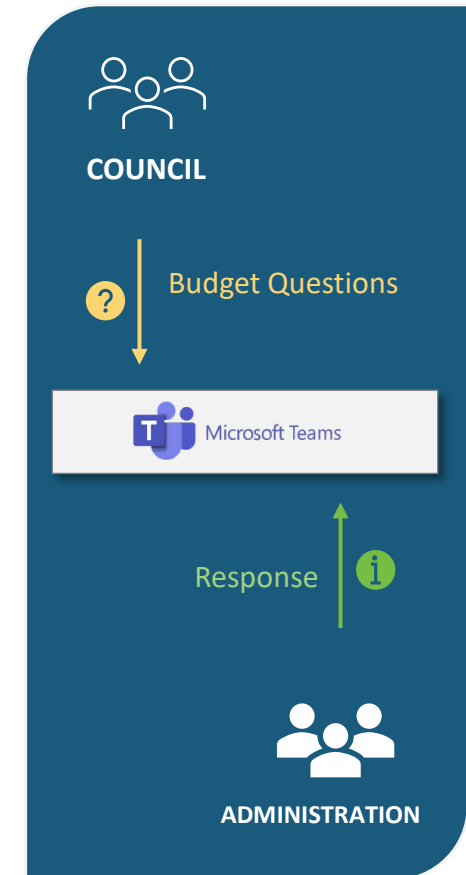 COUNCIL
?
Budget Questions
T
Microsoft Teams
Response
i
ADMINISTRATION